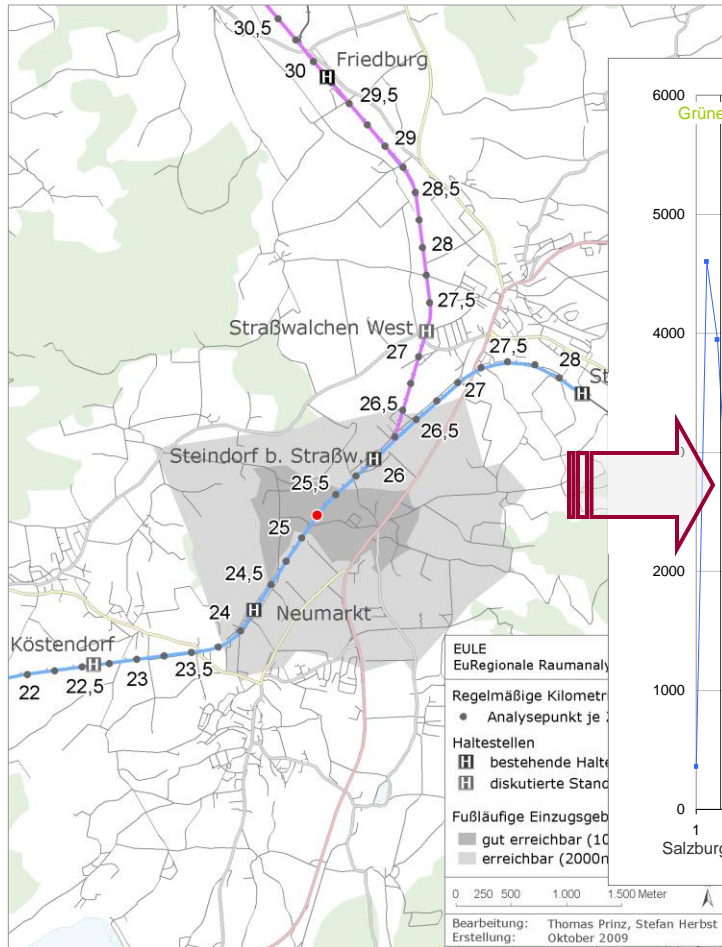 30,5
30
H
Friedburg
29,5
29
28,5
28
27,5
Straßwalchen West H
27
27,5
28
St
H
27
26,5
26,5
Steindorf b. Straßw. H
26
25,5
25
24,5
24
H
Neumarkt
Köstendorf
H
22
22,5
23
23,5
EULE
EuRegionale Raumanaly
Regelmäßige Kilometri
Analysepunkt je 2
Haltestellen
H bestehende Halte
H diskutierte Stand
Fußläufige Einzugsgeb
gut erreichbar (10
erreichbar (2000m
0 250 500 1.000 1.500 Meter
Bearbeitung: Thomas Prinz, Stefan Herbst
Erstellung: Oktober 2009
6000
Grüne
5000
4000
2000
1000
0
1
Salzburg